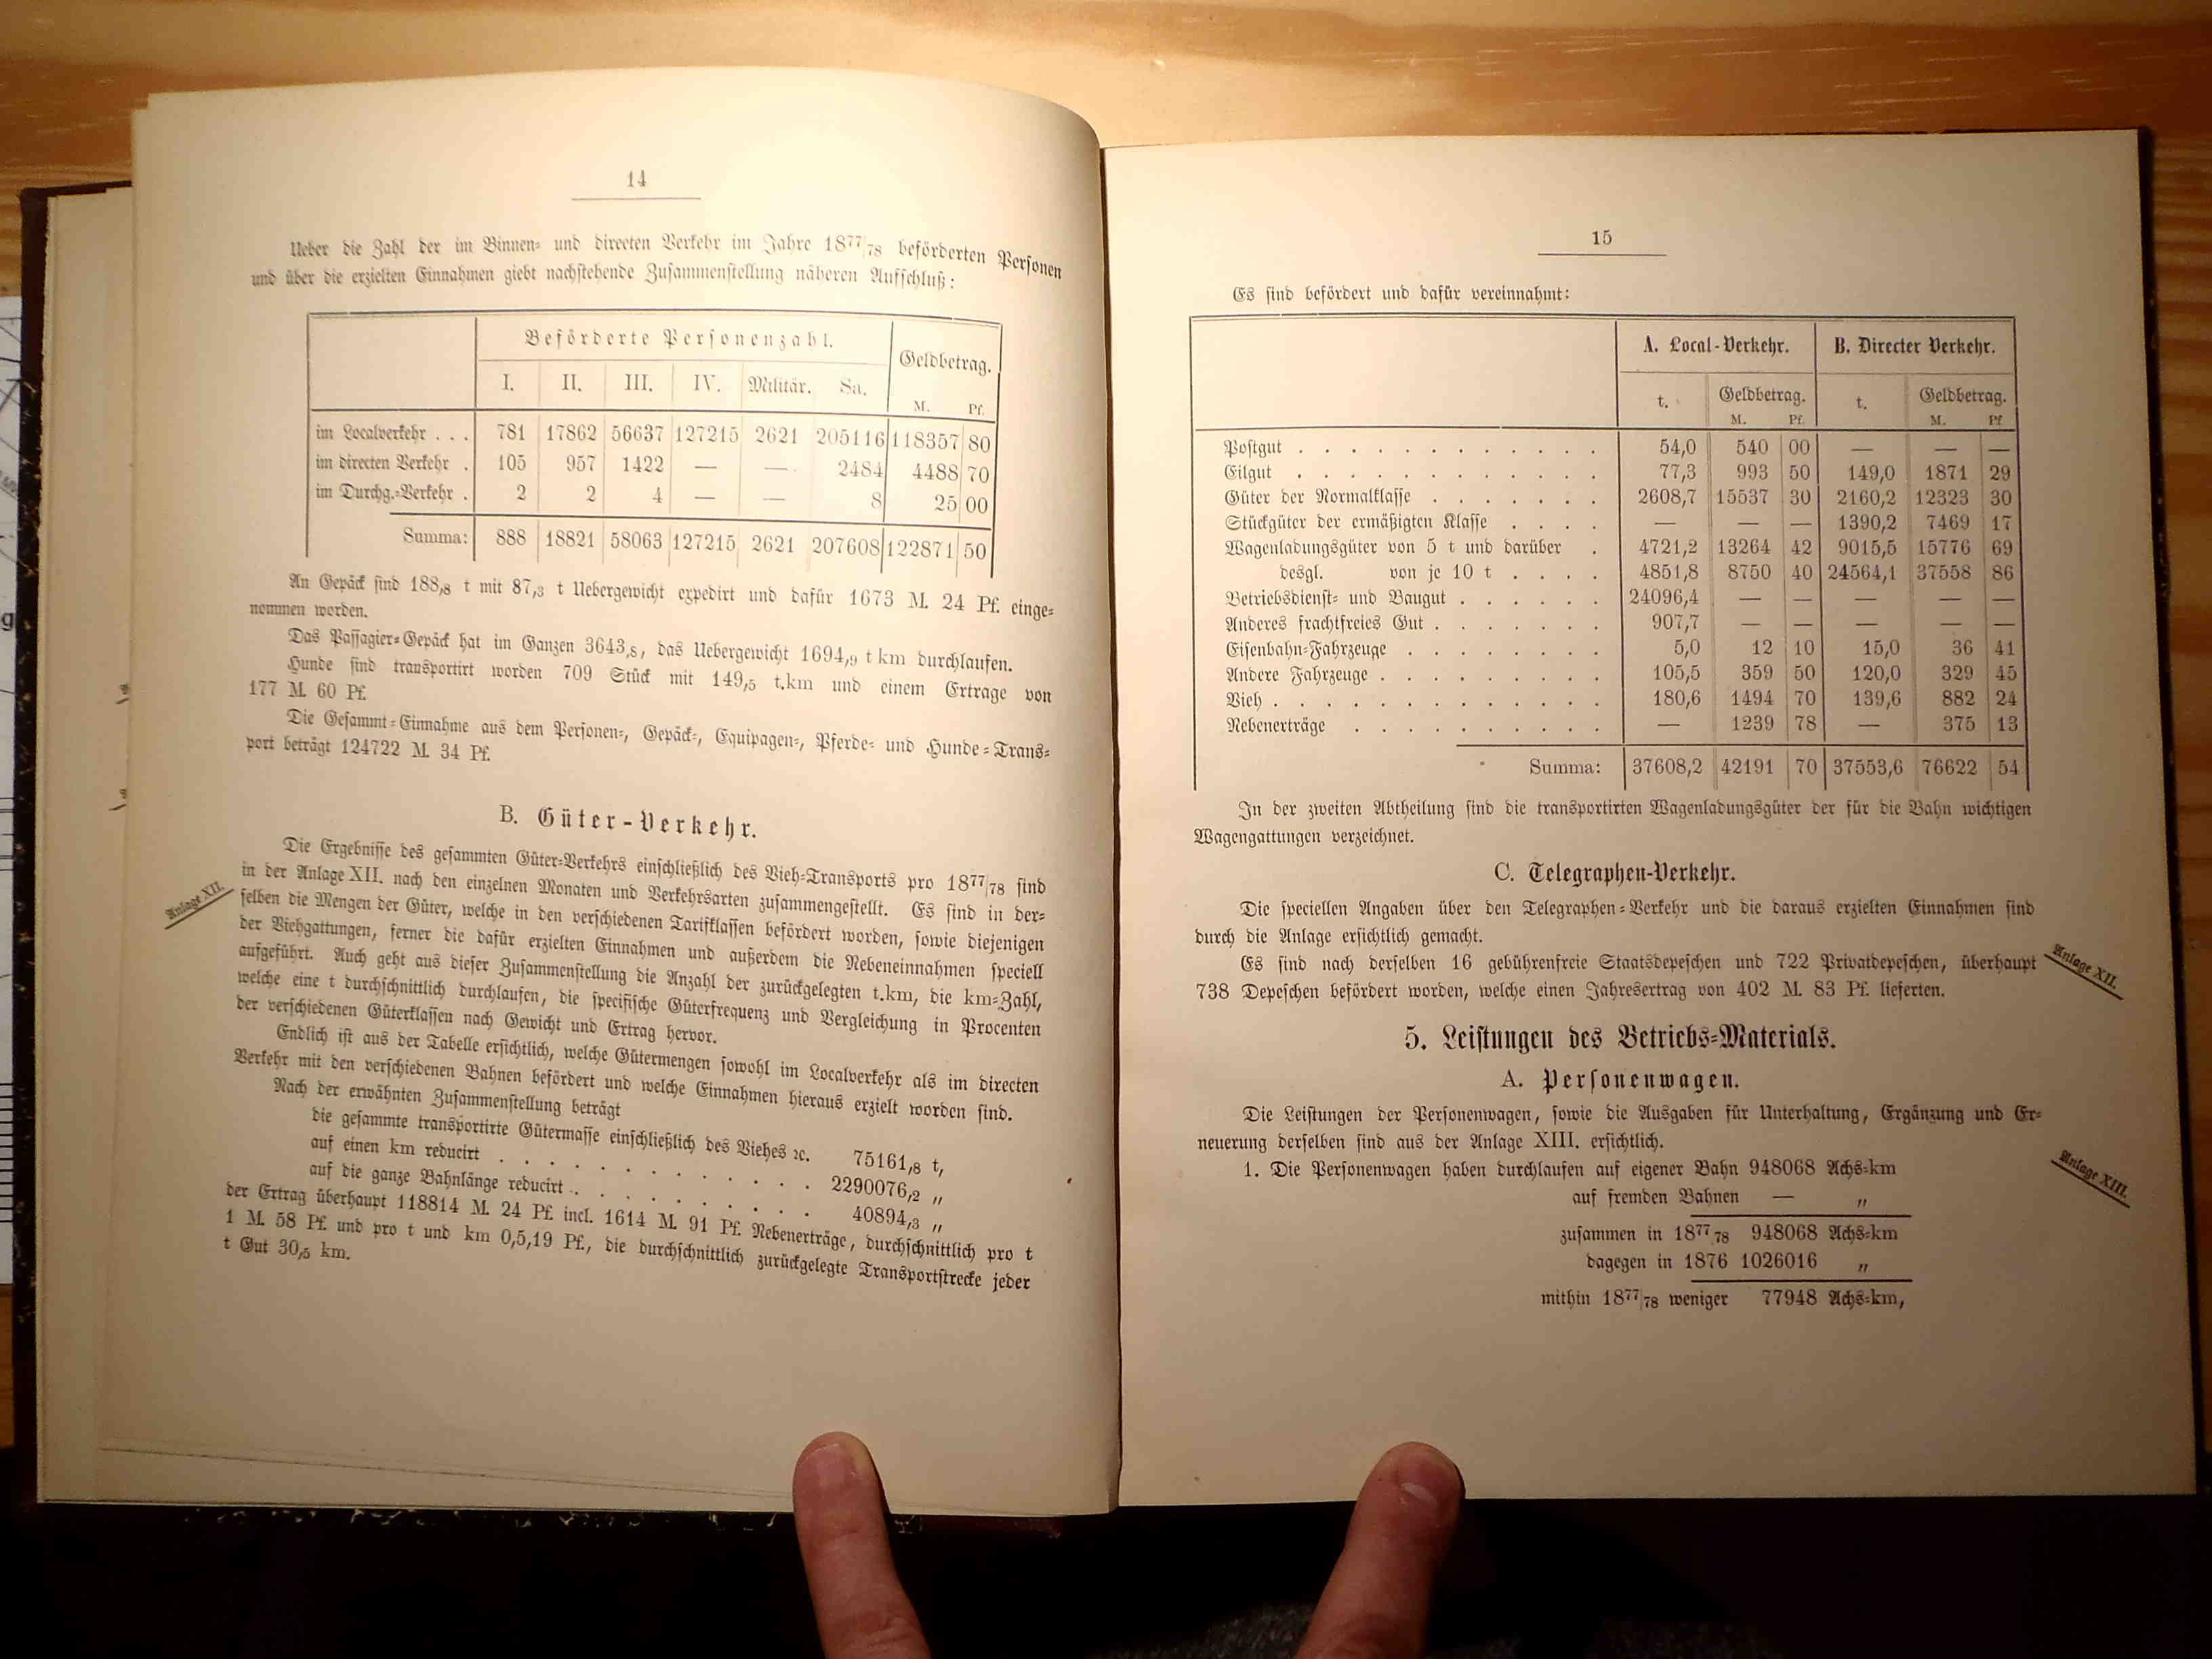 14
Ueber die Zahl der im Binnen- und directen Verkehr im Jahre 1877/78 beförderten Personen
und über die erzielten Einnahmen giebt nachstehende Zusammenstellung näheren Aufschluß:
Beförderte Personenzahl. Geldbetrag.
I. II. III. IV. Militär. Sa. M. Pf.
im Localverkehr . . . 781 17862 56637 127215 2621 205116 118357 80
im directen Verkehr . 105 957 1422 — — 2484 4488 70
im Durchg.-Verkehr . 2 2 4 — — 8 25 00
Summa: 888 18821 58063 127215 2621 207608 122871 50
An Gepäck sind 188,8 t mit 87,3 t Uebergewicht expedirt und dafür 1673 M. 24 Pf. einge-
nommen worden.
Das Passagier-Gepäck hat im Ganzen 3643,8, das Uebergewicht 1694,9 t km durchlaufen.
Hunde sind transportirt worden 709 Stück mit 149,5 t.km und einem Ertrage von
177 M. 60 Pf.
Die Gesammt-Einnahme aus dem Personen-, Gepäck-, Equipagen-, Pferde- und Hunde-Trans-
port beträgt 124722 M. 34 Pf.
B. Güter-Verkehr.
Die Ergebnisse des gesammten Güter-Verkehrs einschließlich des Vieh-Transports pro 1877/78 sind
in der Anlage XII. nach den einzelnen Monaten und Verkehrsarten zusammengestellt. Es sind in der-
Anlage XII.
selben die Mengen der Güter, welche in den verschiedenen Tarifklassen befördert worden, sowie diejenigen
der Viehgattungen, ferner die dafür erzielten Einnahmen und außerdem die Nebeneinnahmen speciell
aufgeführt. Auch geht aus dieser Zusammenstellung die Anzahl der zurückgelegten t.km, die km-Zahl,
welche eine t durchschnittlich durchlaufen, die specifische Güterfrequenz und Vergleichung in Procenten
der verschiedenen Güterklassen nach Gewicht und Ertrag hervor.
Endlich ist aus der Tabelle ersichtlich, welche Gütermengen sowohl im Localverkehr als im directen
Verkehr mit den verschiedenen Bahnen befördert und welche Einnahmen hieraus erzielt worden sind.
Nach der erwähnten Zusammenstellung beträgt
die gesammte transportirte Gütermasse einschließlich des Viehes ꝛc. 75161,8 t,
auf einen km reducirt . . . . . . . . . . . . 2290076,2 „
auf die ganze Bahnlänge reducirt . . . . . . . . . 40894,3 „
der Ertrag überhaupt 118814 M. 24 Pf. incl. 1614 M. 91 Pf. Nebenerträge, durchschnittlich pro t
1 M. 58 Pf. und pro t und km 0,5,19 Pf., die durchschnittlich zurückgelegte Transportstrecke jeder
t Gut 30,5 km.
15
Es sind befördert und dafür vereinnahmt:
A. Local-Verkehr. B. Directer Verkehr.
t. Geldbetrag. t. Geldbetrag.
M. Pf. M. Pf
Postgut . . . . . . . . . . . . 54,0 540 00 — — —
Eilgut . . . . . . . . . . . . 77,3 993 50 149,0 1871 29
Güter der Normalklasse . . . . . . . 2608,7 15537 30 2160,2 12323 30
Stückgüter der ermäßigten Klasse . . . . — — — 1390,2 7469 17
Wagenladungsgüter von 5 t und darüber . 4721,2 13264 42 9015,5 15776 69
desgl. von je 10 t . . . . 4851,8 8750 40 24564,1 37558 86
Betriebsdienst- und Baugut . . . . . . 24096,4 — — — — —
Anderes frachtfreies Gut . . . . . . . 907,7 — — — — —
Eisenbahn-Fahrzeuge . . . . . . . . 5,0 12 10 15,0 36 41
Andere Fahrzeuge . . . . . . . . . 105,5 359 50 120,0 329 45
Vieh . . . . . . . . . . . . . 180,6 1494 70 139,6 882 24
Nebenerträge . . . . . . . . . . — 1239 78 — 375 13
Summa: 37608,2 42191 70 37553,6 76622 54
In der zweiten Abtheilung sind die transportirten Wagenladungsgüter der für die Bahn wichtigen
Wagengattungen verzeichnet.
C. Telegraphen-Verkehr.
Die speciellen Angaben über den Telegraphen-Verkehr und die daraus erzielten Einnahmen sind
durch die Anlage ersichtlich gemacht.
Es sind nach derselben 16 gebührenfreie Staatsdepeschen und 722 Privatdepeschen, überhaupt
Anlage XII.
738 Depeschen befördert worden, welche einen Jahresertrag von 402 M. 83 Pf. lieferten.
5. Leistungen des Betriebs-Materials.
A. Personenwagen.
Die Leistungen der Personenwagen, sowie die Ausgaben für Unterhaltung, Ergänzung und Er-
neuerung derselben sind aus der Anlage XIII. ersichtlich.
Anlage XIII.
1. Die Personenwagen haben durchlaufen auf eigener Bahn 948068 Achs-km
auf fremden Bahnen — „
zusammen in 1877/78 948068 Achs-km
dagegen in 1876 1026016 „
mithin 1877/78 weniger 77948 Achs-km,